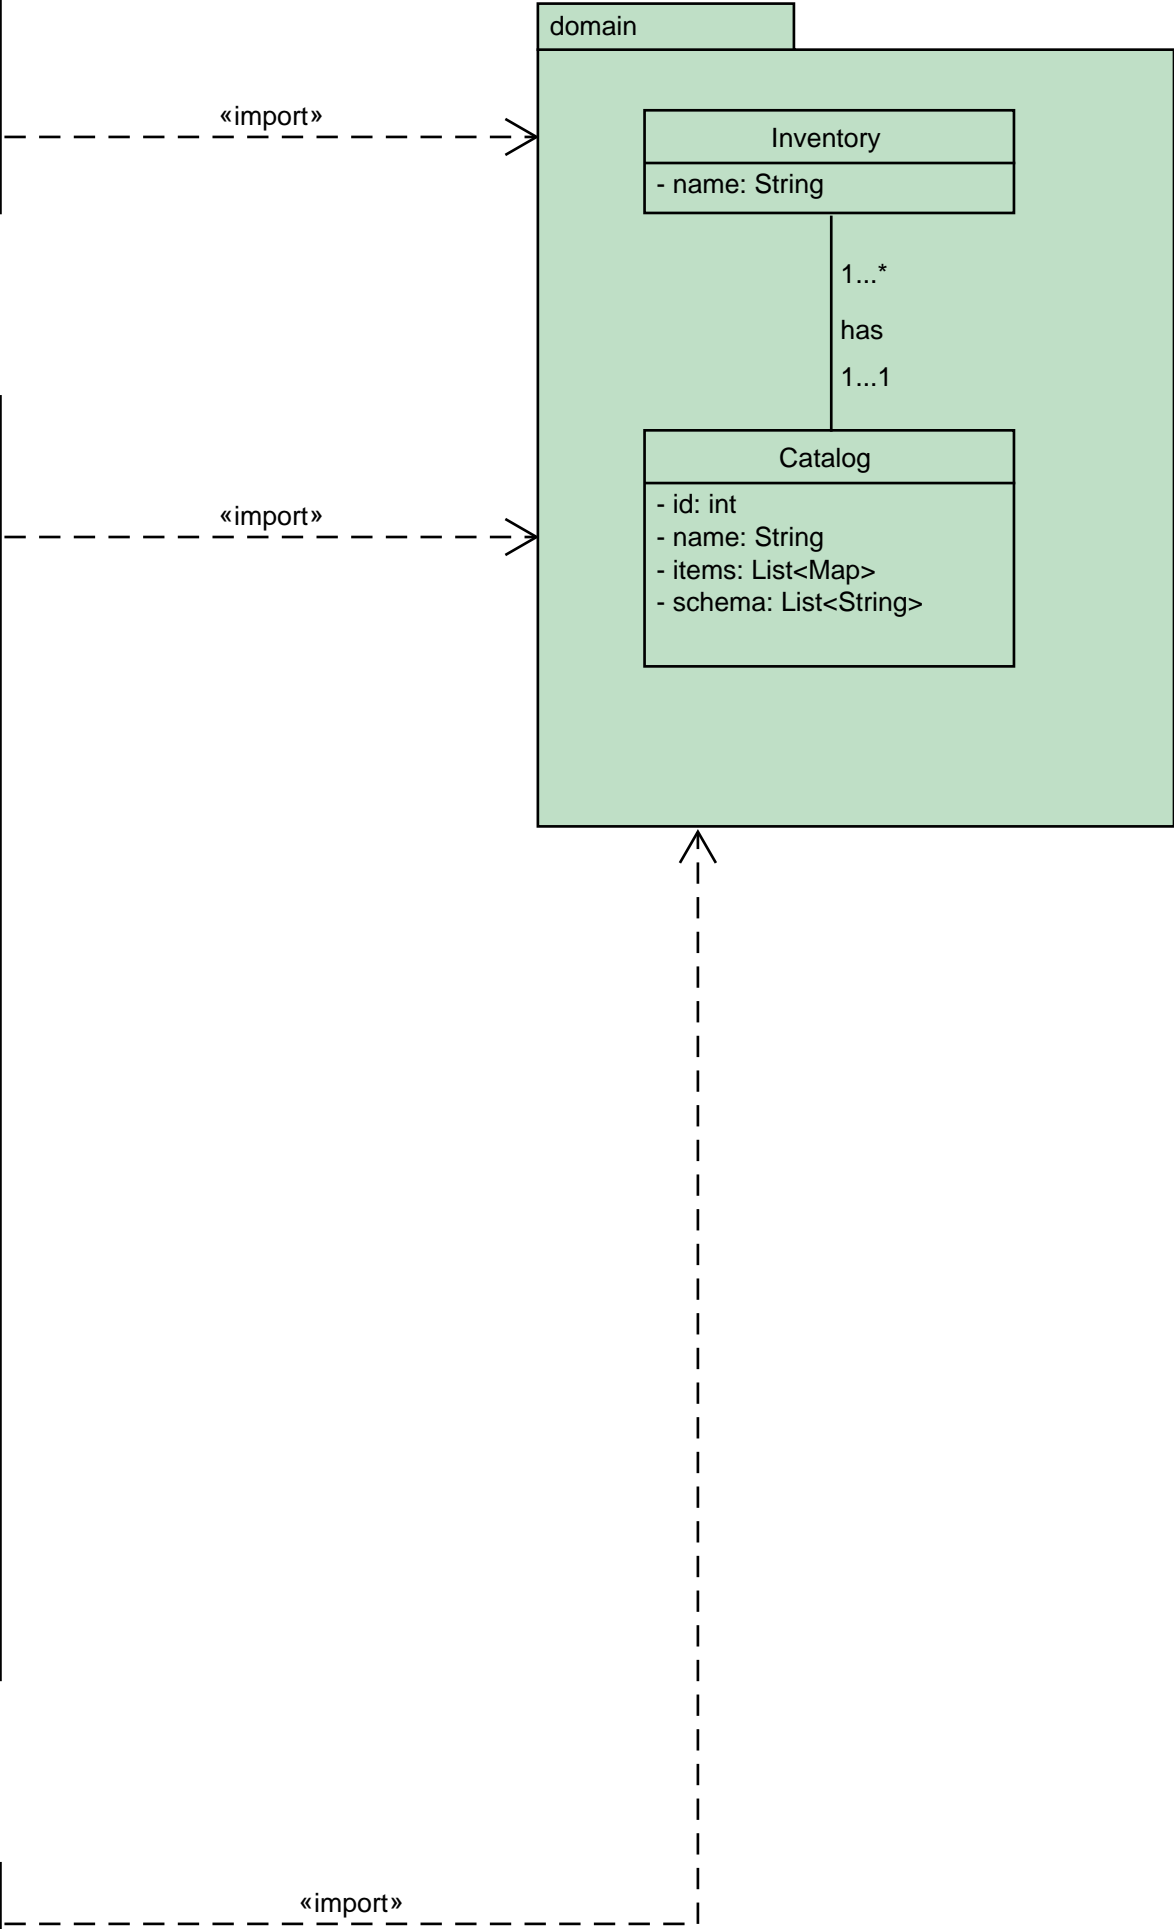 domain
«import»
Inventory
- name: String
1...*
has
1...1
Catalog
- id: int
- name: String
- items: List<Map>
- schema: List<String>
«import»
«import»